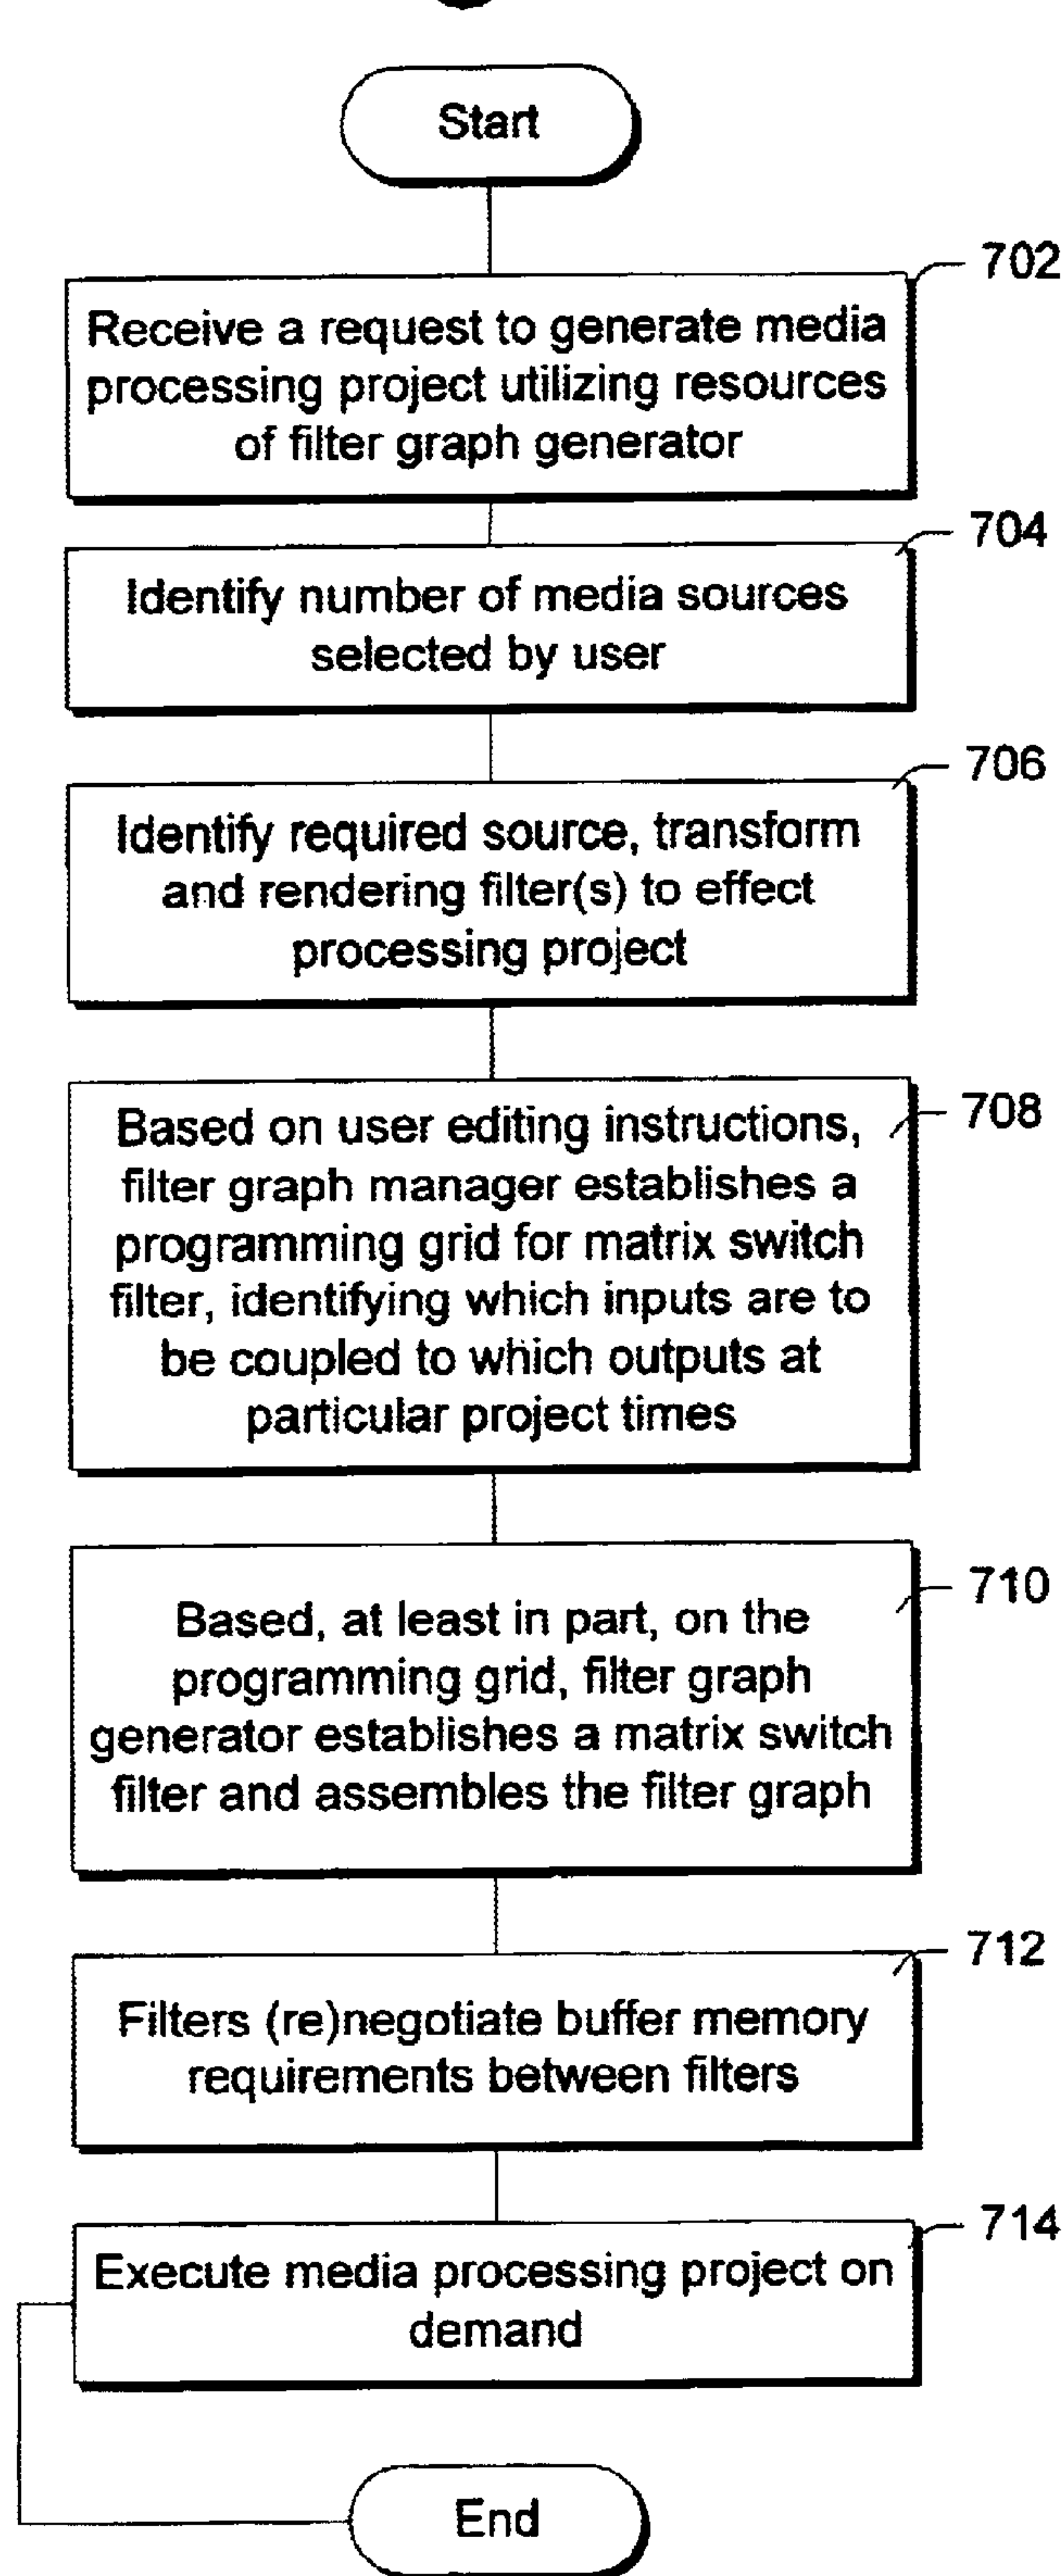 Start
702
Receive a request to generate media
processing project utilizing resources
of filter graph generator
704
Identify number of media sources
selected by user
706
Identify required source, transform
and rendering filter(s) to effect
processing project
708
Based on user editing instructions,
filter graph manager establishes a
programming grid for matrix switch
filter, identifying which inputs are to
be coupled to which outputs at
particular project times
710
Based, at least in part, on the
programming grid, filter graph
generator establishes a matrix switch
filter and assembles the filter graph
712
Filters (re)negotiate buffer memory
requirements between filters
714
Execute media processing project on
demand
End